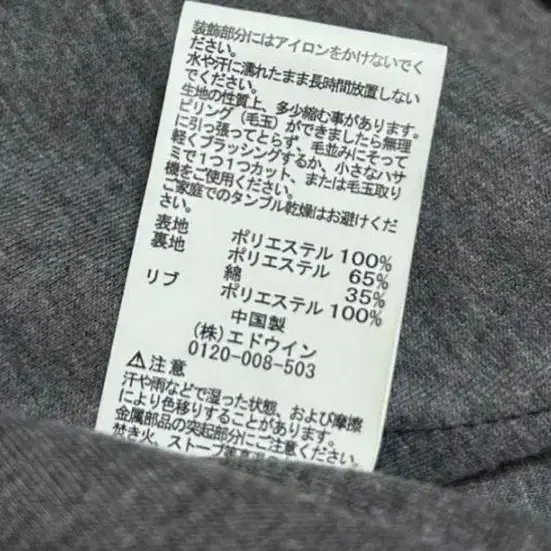 装飾部分にはアイロンをかけないでく
ださい。
水や汗に濡れたまま長時間放置しない
でください。
生地の性質上、多少縮む事があります。
ピリング（毛玉）ができましたら無理
に引っ張ってとらず、毛並みにそって
軽くブラッシングするか、小さなハサ
ミで1つ1つカット、または毛玉取り
機をご使用ください。
ご家庭でのタンブル乾燥はお避けくだ
さい。
表地 ポリエステル 100%
裏地 ポリエステル 65%
綿 35%
リブ ポリエステル 100%
中国製
(株)エドウイン
0120-008-503
⚠注意
汗や雨などで湿った状態、および摩擦
により色移りすることがあります。
金属部品の突起部分にご注意ください。
焚き火、ストーブ